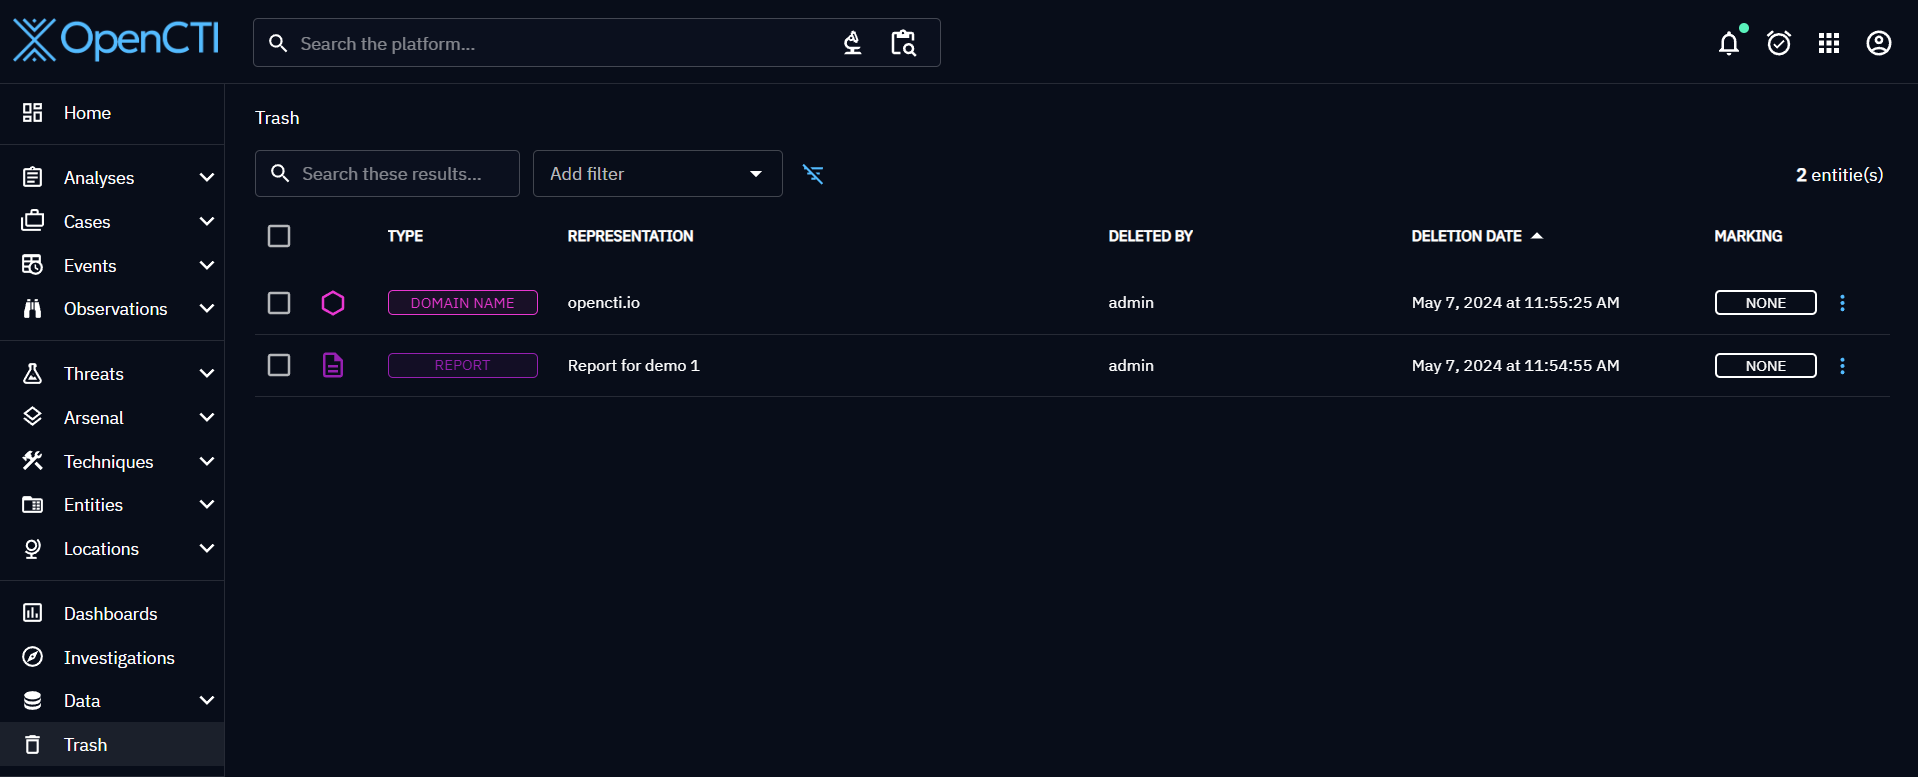 OpenCTI
Search the platform...
Home
Analyses
Cases
Events
Observations
Threats
Arsenal
Techniques
Entities
Locations
Dashboards
Investigations
Data
Trash
Trash
Search these results...
Add filter
2 entitie(s)
TYPE REPRESENTATION DELETED BY DELETION DATE MARKING
DOMAIN NAME opencti.io admin May 7, 2024 at 11:55:25 AM NONE
REPORT Report for demo 1 admin May 7, 2024 at 11:54:55 AM NONE